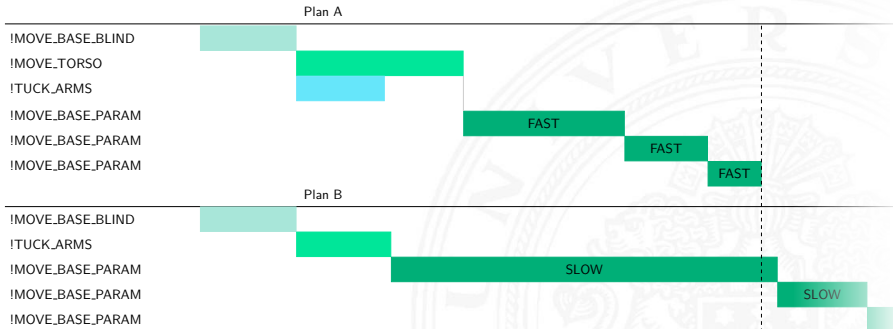 Plan A
!MOVE_BASE_BLIND
!MOVE_TORSO
!TUCK_ARMS
!MOVE_BASE_PARAM FAST
!MOVE_BASE_PARAM FAST
!MOVE_BASE_PARAM FAST
Plan B
!MOVE_BASE_BLIND
!TUCK_ARMS
!MOVE_BASE_PARAM SLOW
!MOVE_BASE_PARAM SLOW
!MOVE_BASE_PARAM